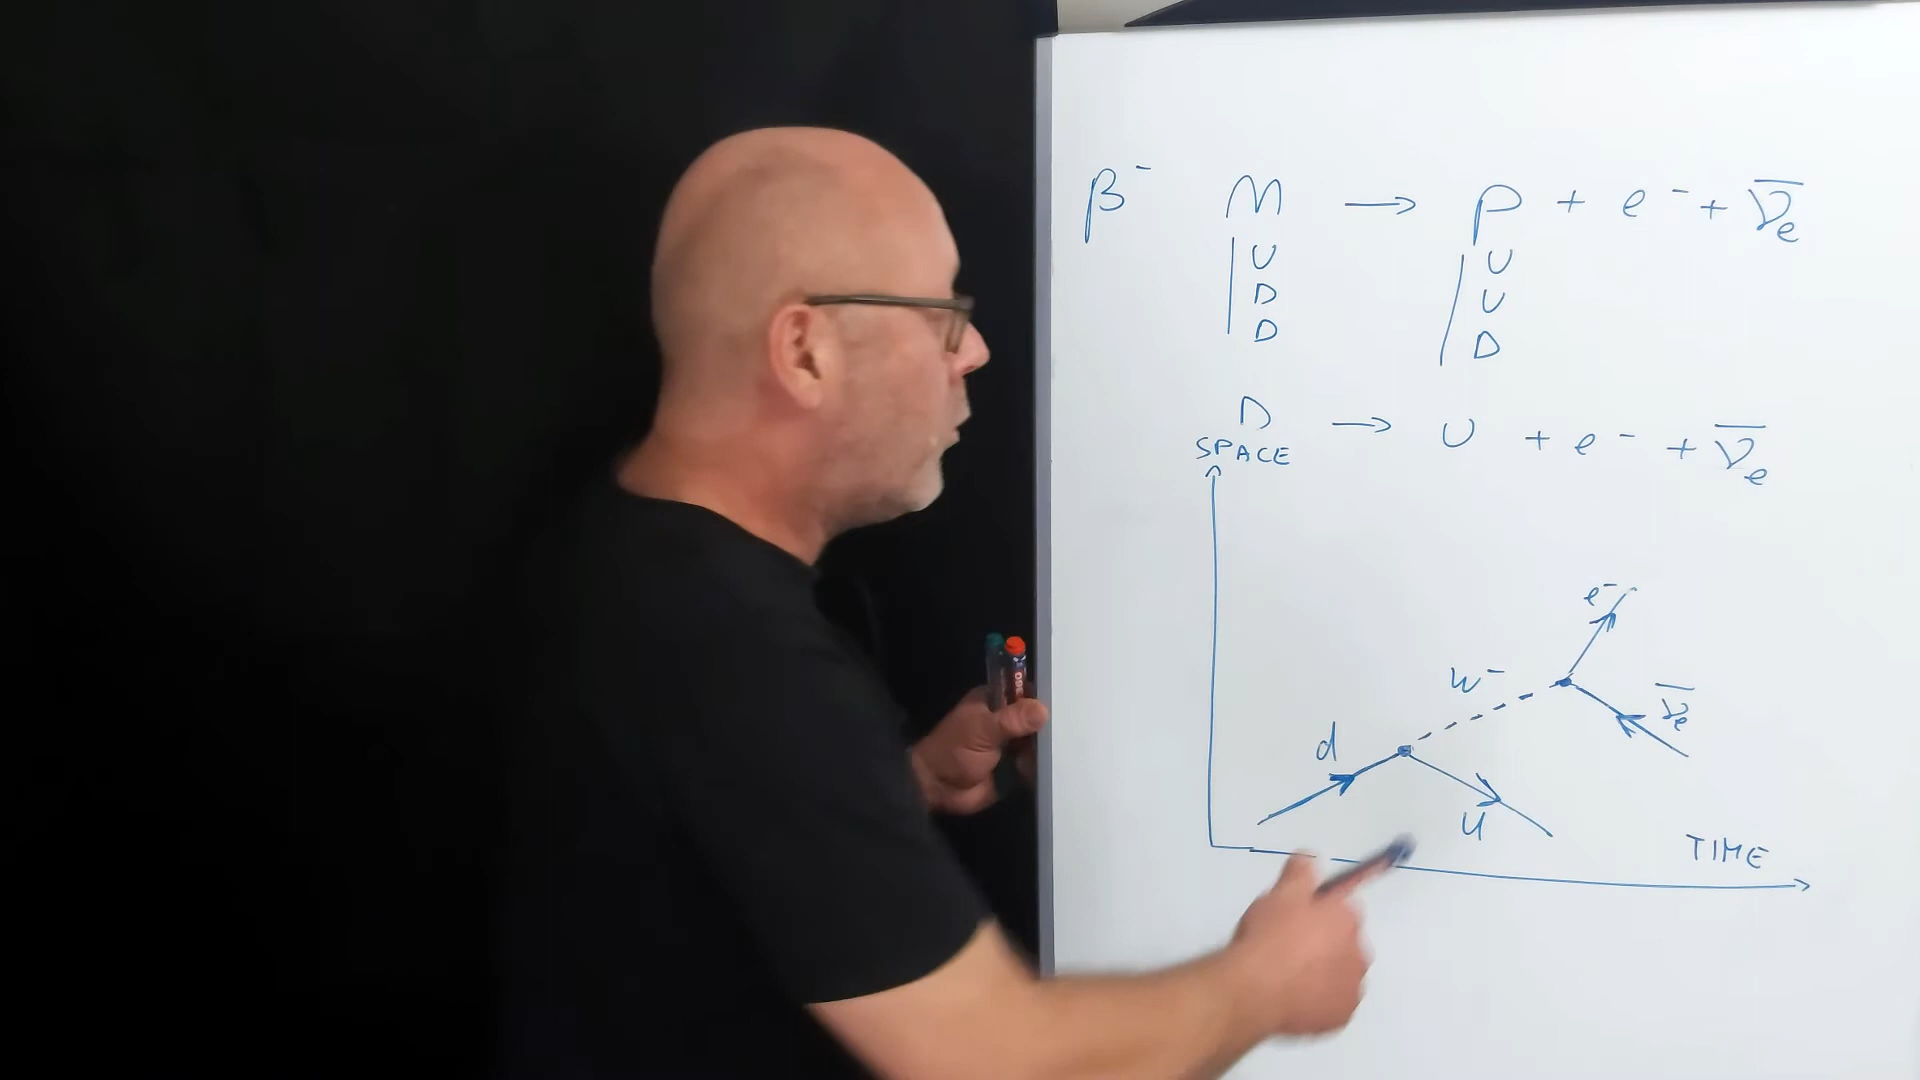 β⁻ n → p + e⁻ + ν̅e
U U
D U
D D
D → U + e⁻ + ν̅e
SPACE
e⁻
W⁻
ν̅e
d
u
TIME